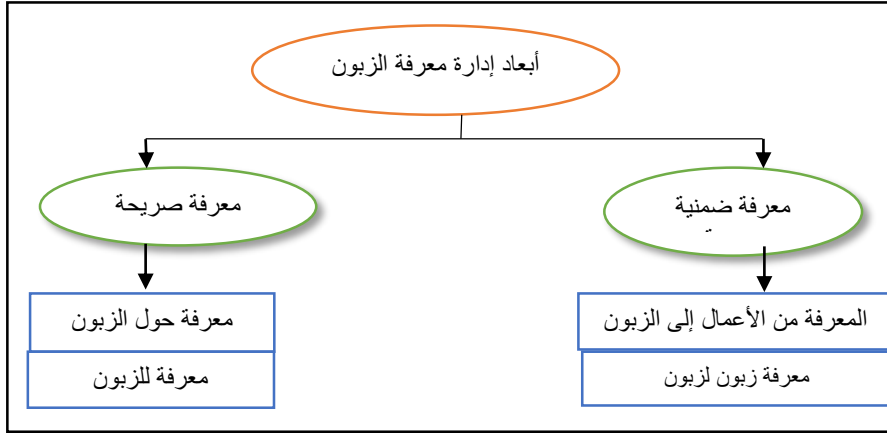 أبعاد إدارة معرفة الزبون
معرفة ضمنية
معرفة صريحة
المعرفة من الأعمال إلى الزبون
معرفة زبون لزبون
معرفة حول الزبون
معرفة للزبون